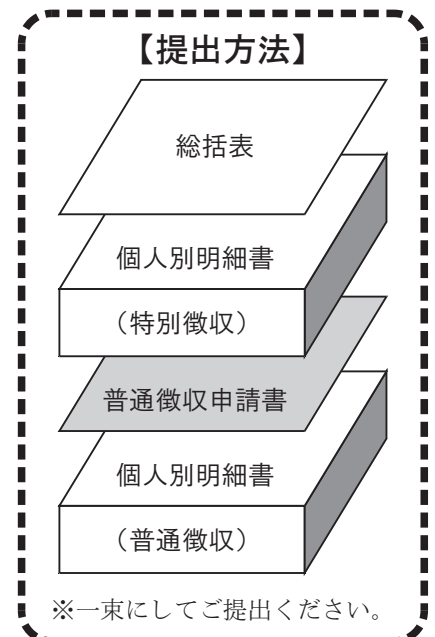 【提出方法】
総括表
個人別明細書
（特別徴収）
普通徴収申請書
個人別明細書
（普通徴収）
※一束にしてご提出ください。